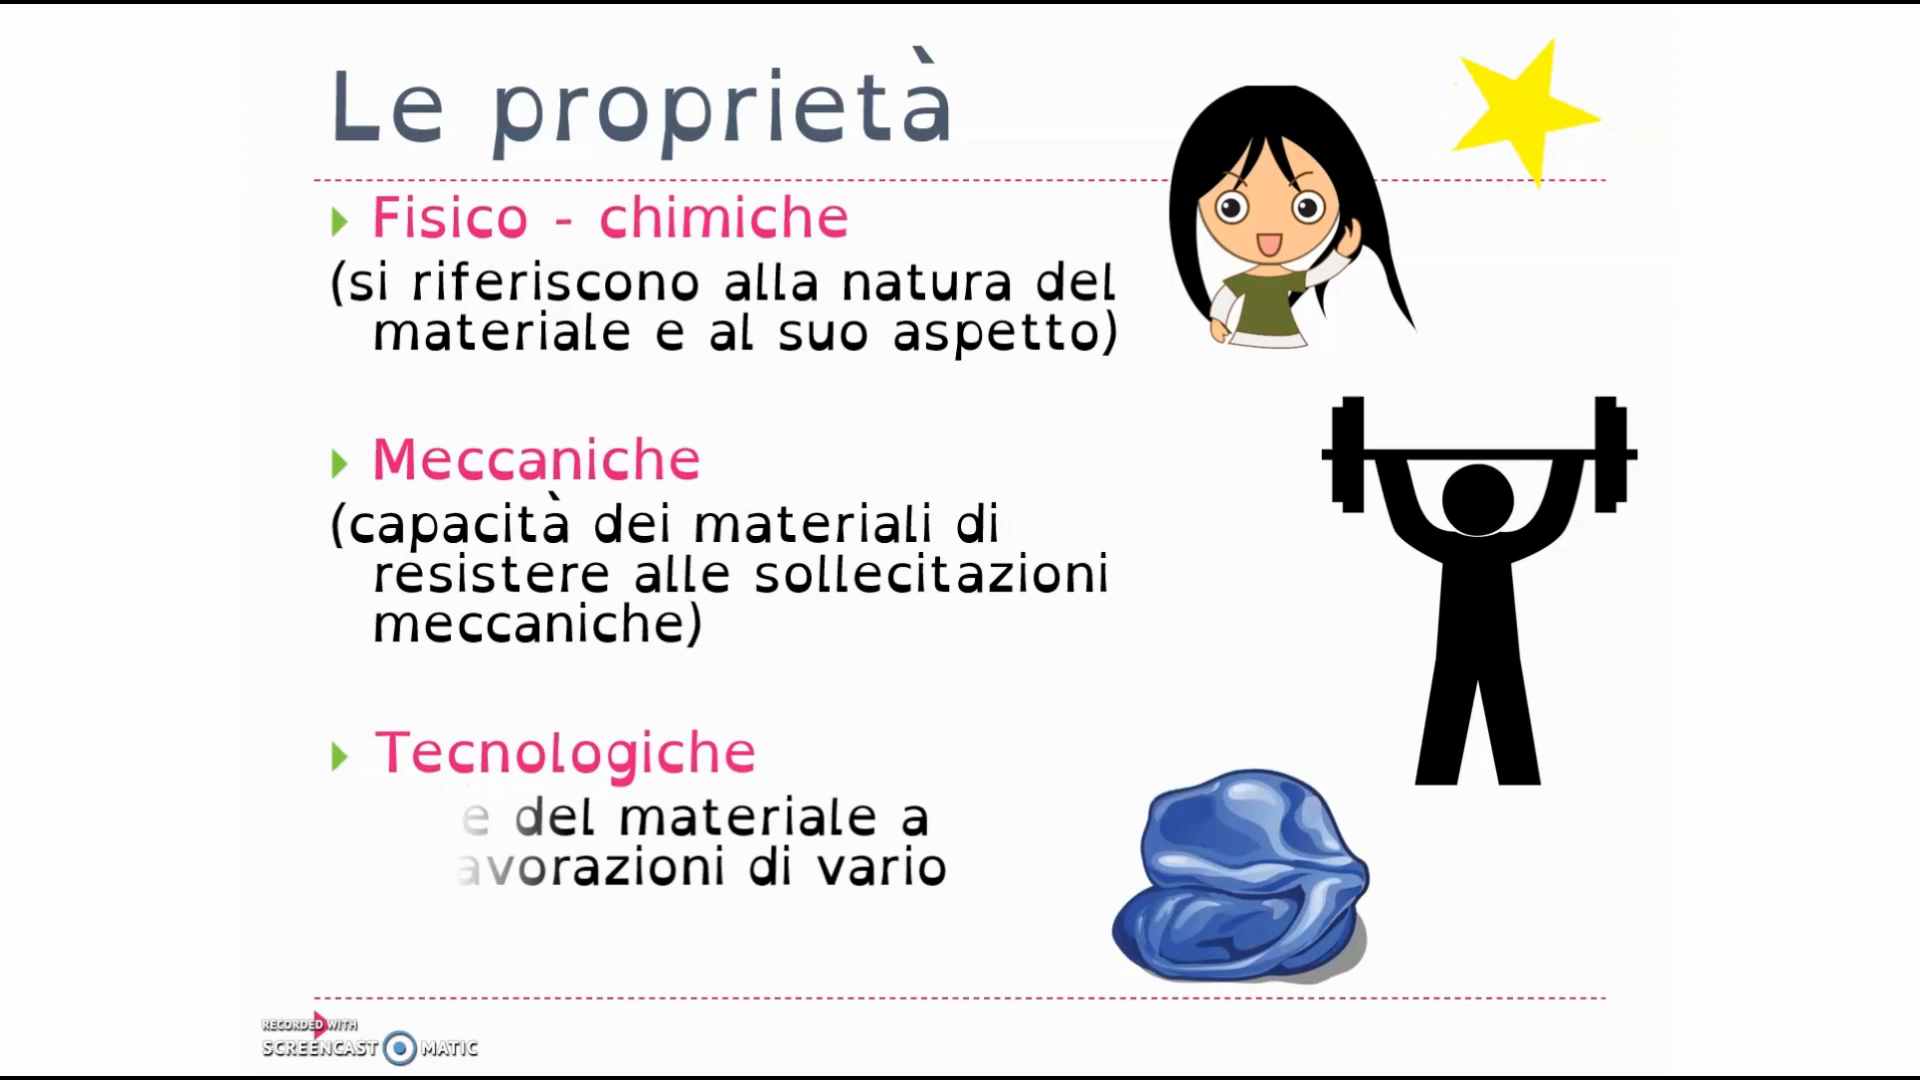 Le proprietà
Fisico - chimiche
(si riferiscono alla natura del
materiale e al suo aspetto)
Meccaniche
(capacità dei materiali di
resistere alle sollecitazioni
meccaniche)
Tecnologiche
del materiale a
di vario
RECORDED WITH
SCREENCAST MATIC